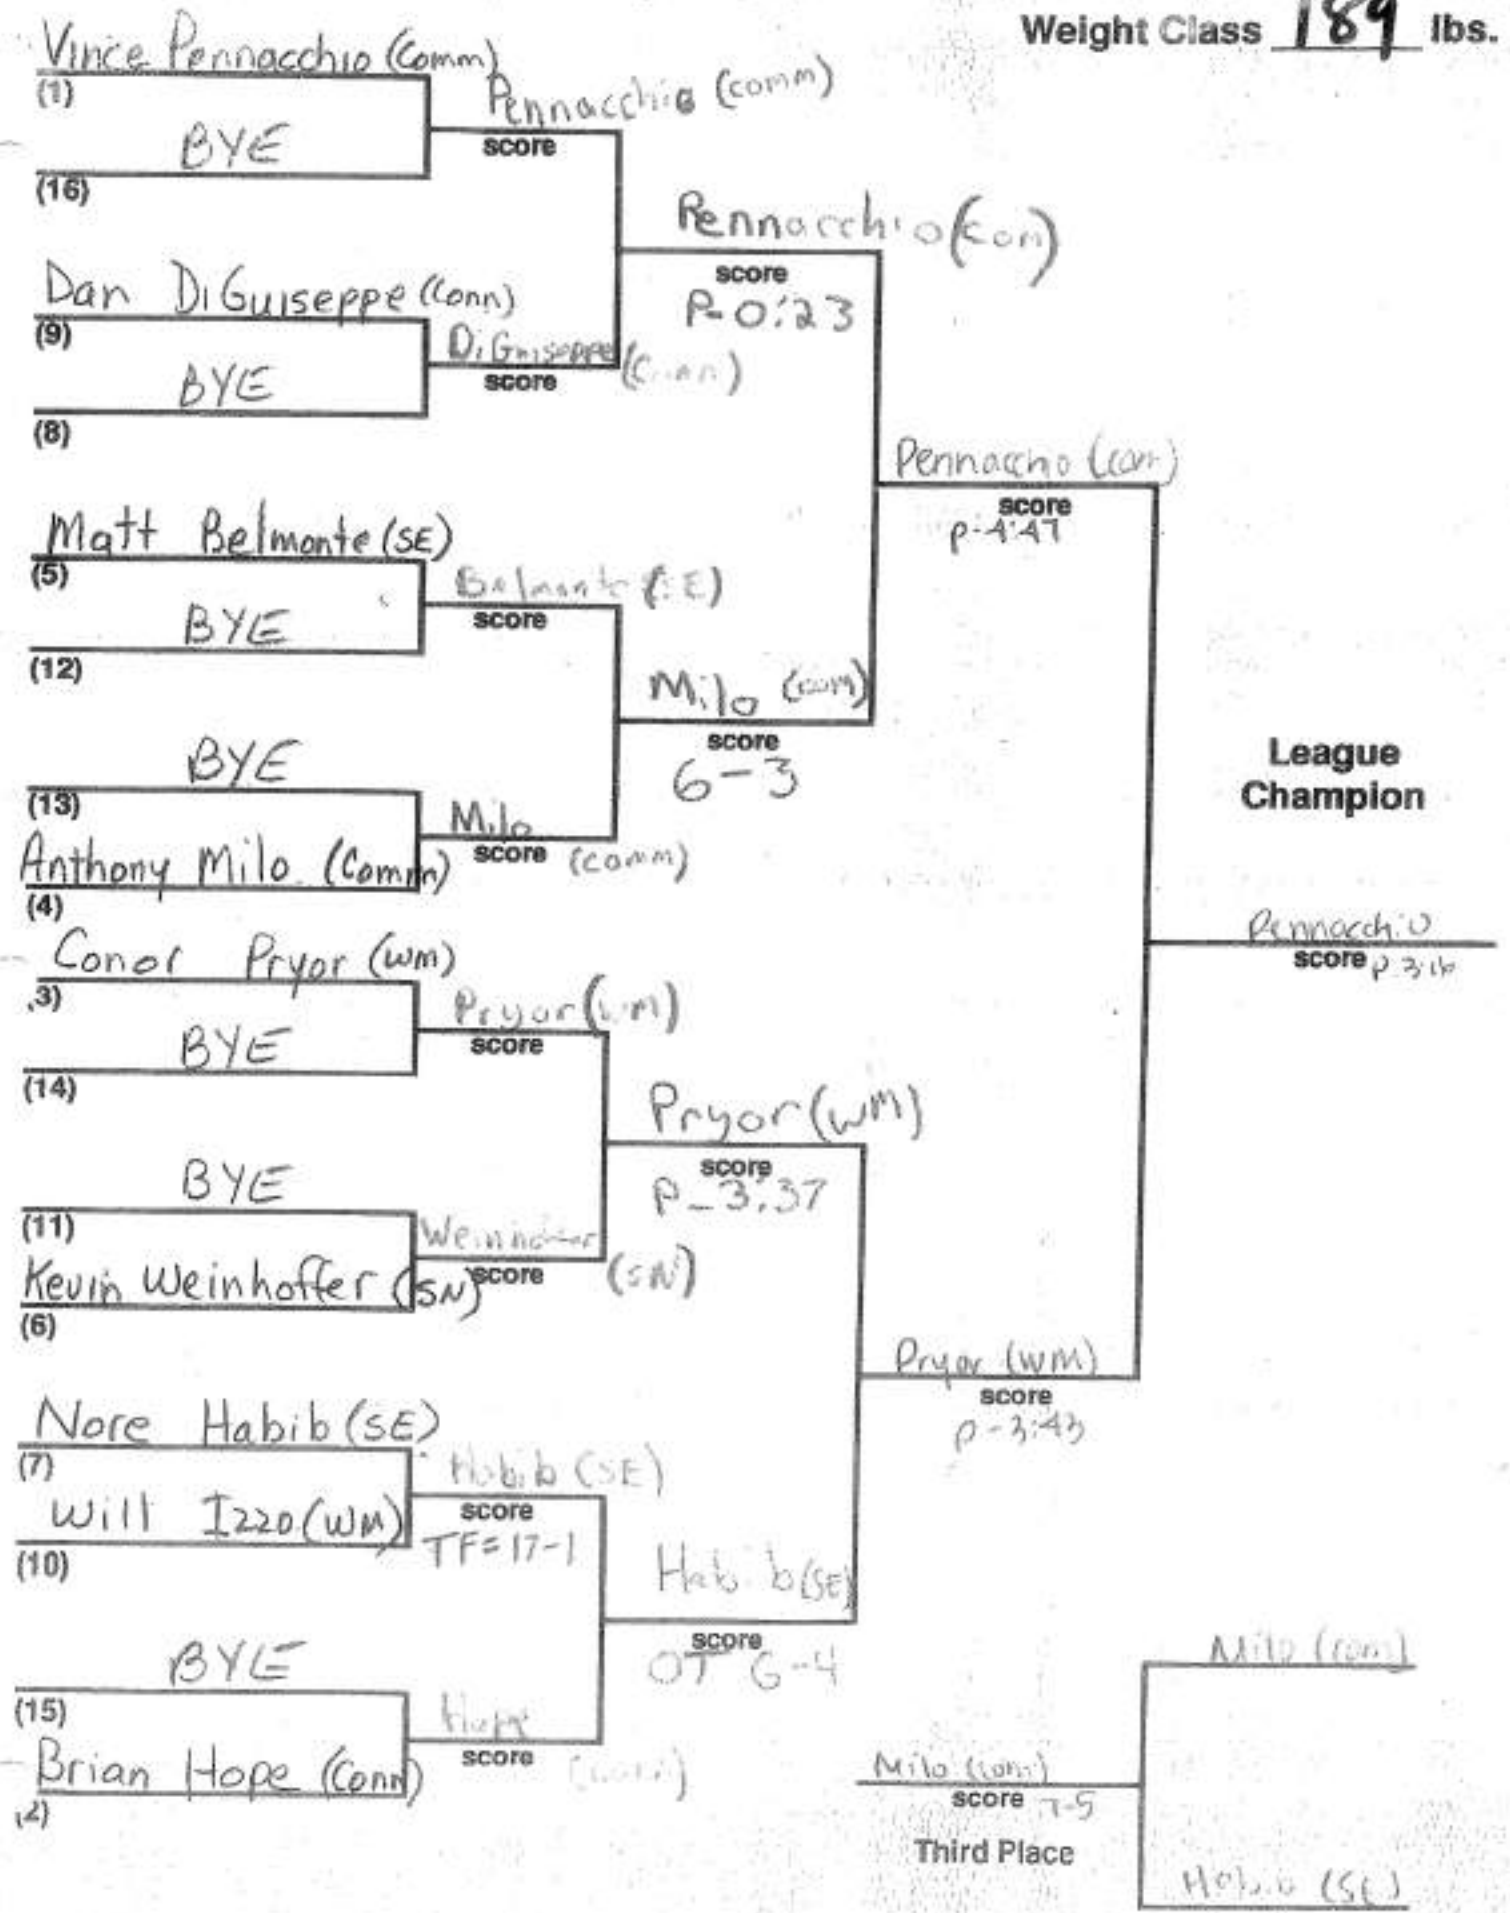 Weight Class 189 lbs.
Vince Pennacchio (Comm)
(1)
Pennacchio (comm)
score
BYE
(16)
Pennacchio (Com)
score
P-0:23
Dan DiGuiseppe (Conn)
(9)
DiGuiseppe (Conn)
score
BYE
(8)
Pennacchio (com)
score
P-4:47
Matt Belmonte (SE)
(5)
Belmonte (SE)
score
BYE
(12)
Milo (com)
score
6-3
BYE
(13)
Milo
score (comm)
Anthony Milo. (Comm)
(4)
League
Champion
Pennacchio
score P 3:16
Conor Pryor (WM)
3)
Pryor (WM)
score
BYE
(14)
Pryor (WM)
score
P-3:37
BYE
(11)
Weinhoffer
score (SN)
Kevin Weinhoffer (SN)
(6)
Pryor (WM)
score
P-3:43
Nore Habib (SE)
(7)
Habib (SE)
score
TF=17-1
Will Izzo (WM)
(10)
Habib (SE)
score
OT 6-4
BYE
(15)
Hope
score
Brian Hope (Conn)
2)
Milo (com)
Milo (com)
score 7-5
Third Place
Habib (SE)